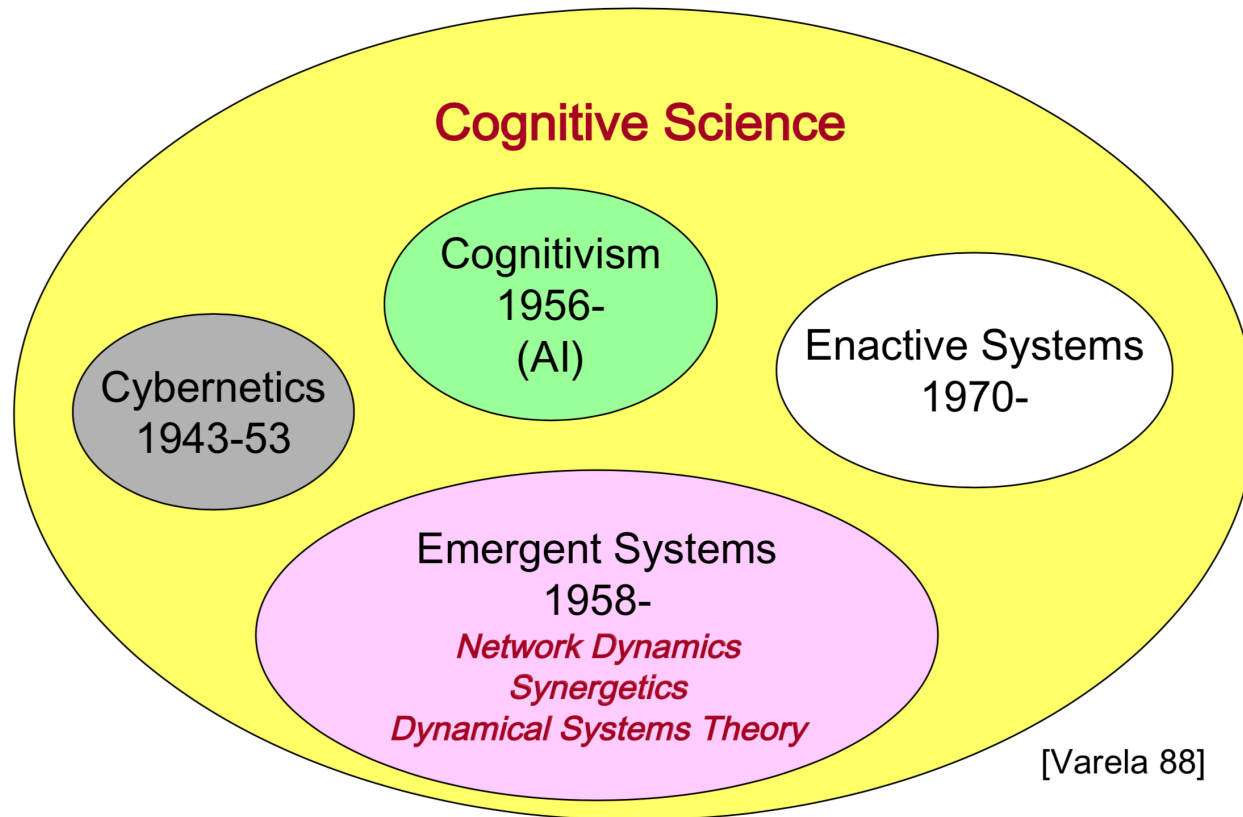 Cognitive Science
Cognitivism
1956-
(AI)
Enactive Systems
1970-
Cybernetics
1943-53
Emergent Systems
1958-
Network Dynamics
Synergetics
Dynamical Systems Theory
[Varela 88]